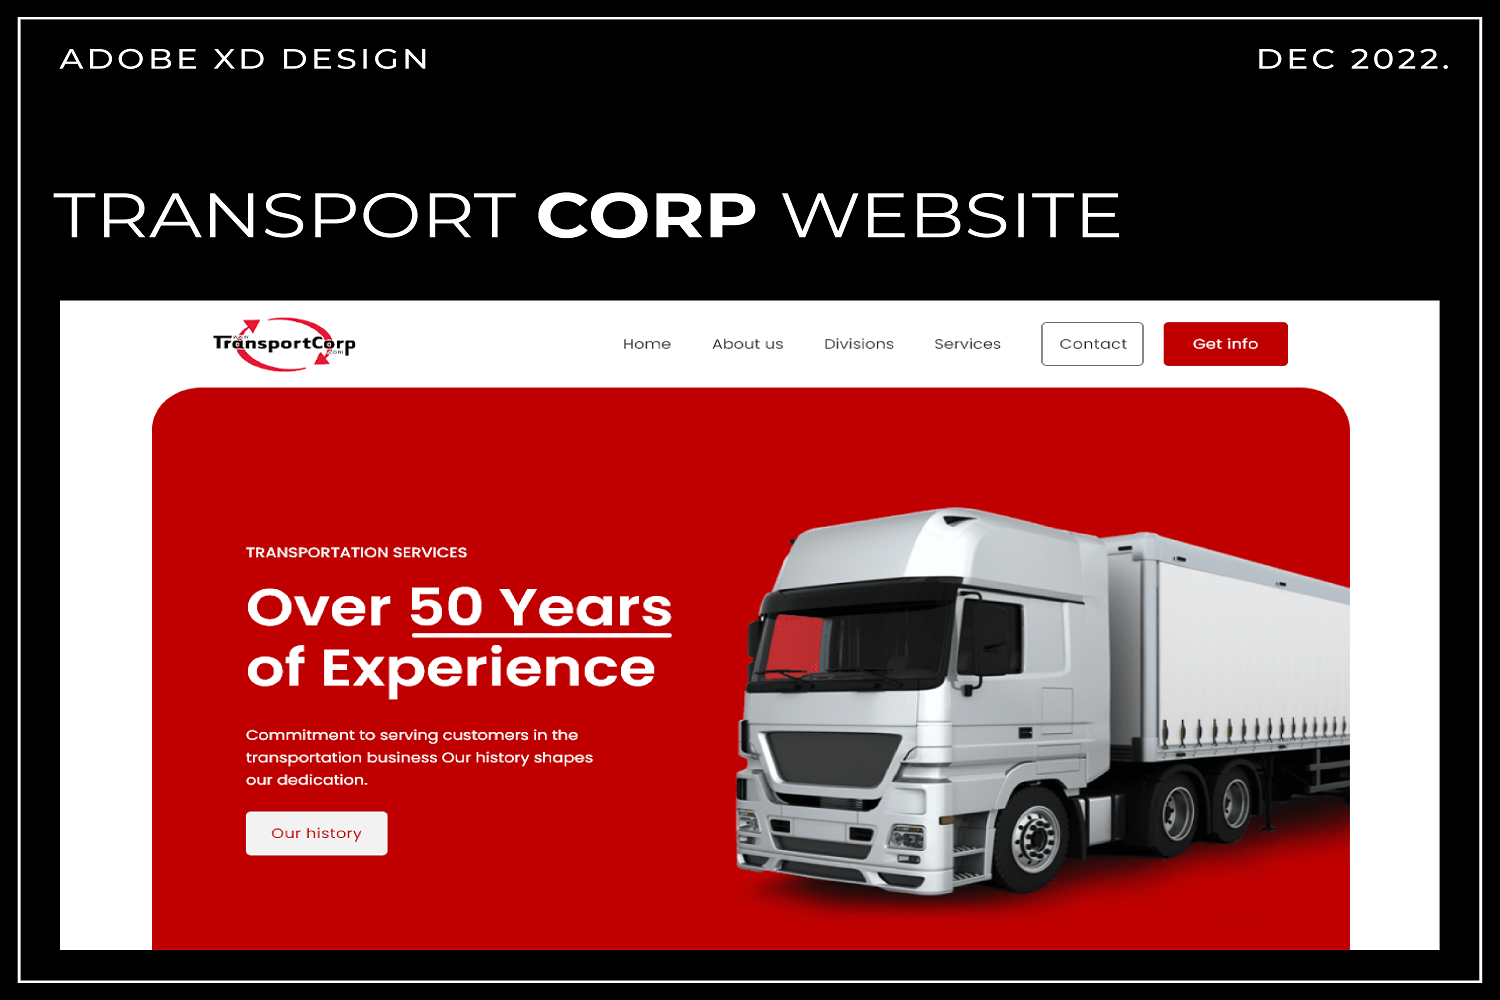 ADOBE XD DESIGN
DEC 2022.
TRANSPORT CORP WEBSITE
TransportCorp
.com
Home
About us
Divisions
Services
Contact
Get info
TRANSPORTATION SERVICES
Over 50 Years
of Experience
Commitment to serving customers in the
transportation business Our history shapes
our dedication.
Our history